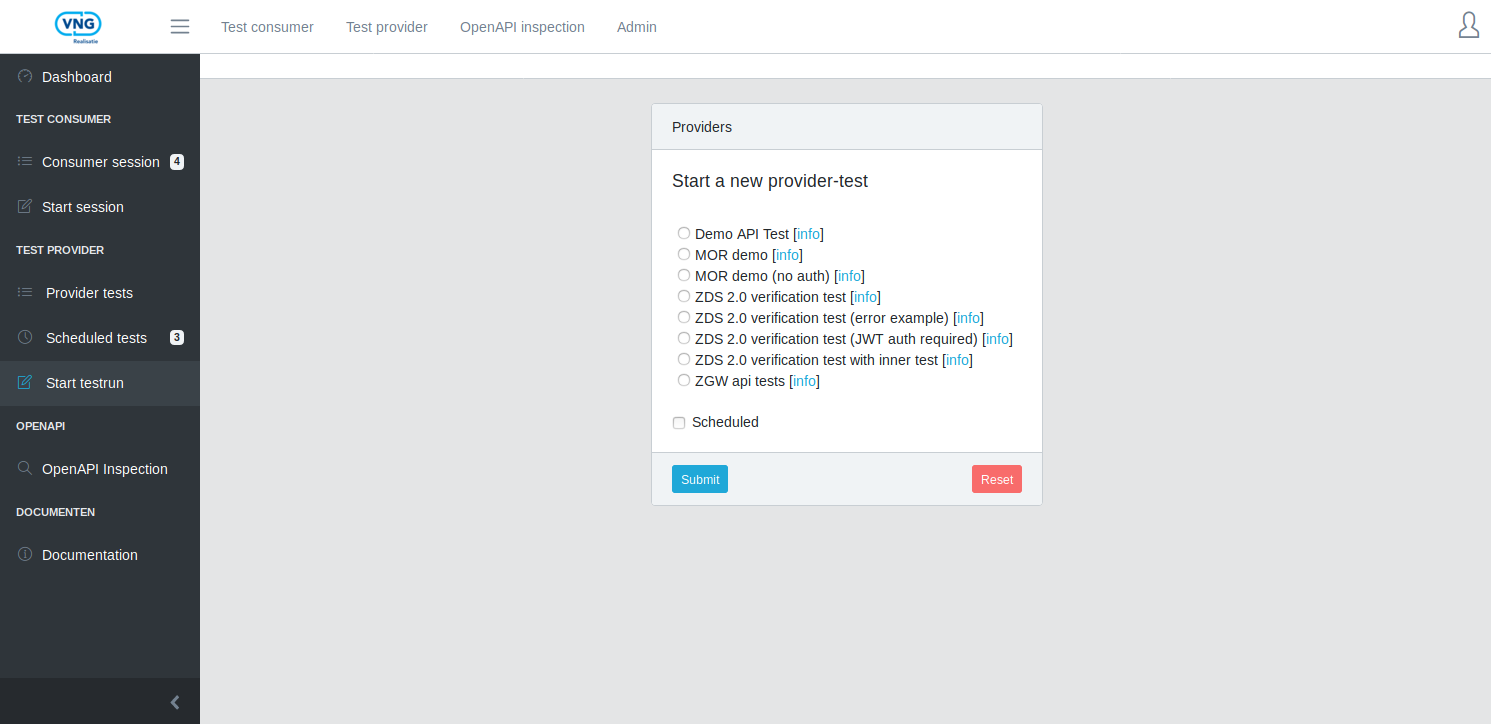 VNG
Realisatie
Test consumer
Test provider
OpenAPI inspection
Admin
Dashboard
TEST CONSUMER
Consumer session 4
Start session
TEST PROVIDER
Provider tests
Scheduled tests 3
Start testrun
OPENAPI
OpenAPI Inspection
DOCUMENTEN
Documentation
Providers
Start a new provider-test
Demo API Test [info]
MOR demo [info]
MOR demo (no auth) [info]
ZDS 2.0 verification test [info]
ZDS 2.0 verification test (error example) [info]
ZDS 2.0 verification test (JWT auth required) [info]
ZDS 2.0 verification test with inner test [info]
ZGW api tests [info]
Scheduled
Submit
Reset